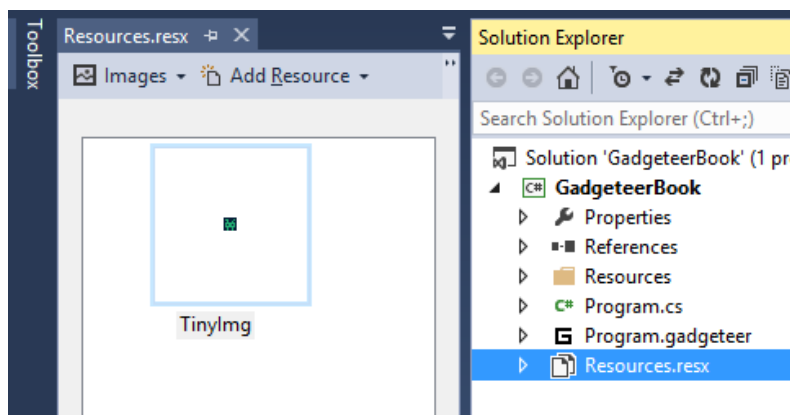 Toolbox
Resources.resx
Images
Add Resource
TinyImg
Solution Explorer
Search Solution Explorer (Ctrl+;)
Solution 'GadgeteerBook' (1 pr
C# GadgeteerBook
Properties
References
Resources
C# Program.cs
G Program.gadgeteer
Resources.resx